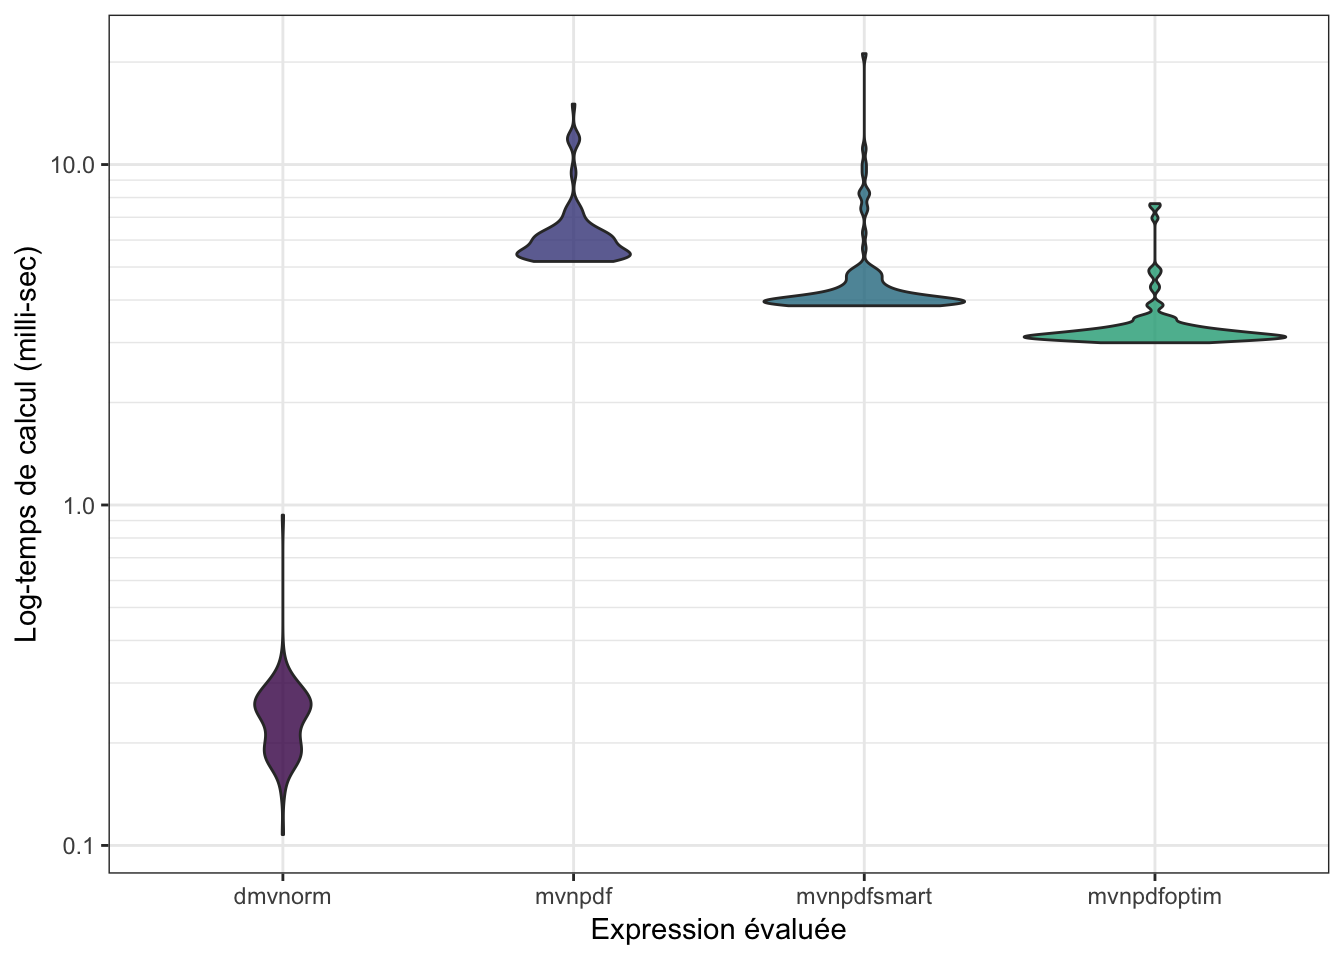 Log-temps de calcul (milli-sec)
10.0
1.0
0.1
dmvnorm mvnpdf mvnpdfsmart mvnpdfoptim
Expression évaluée